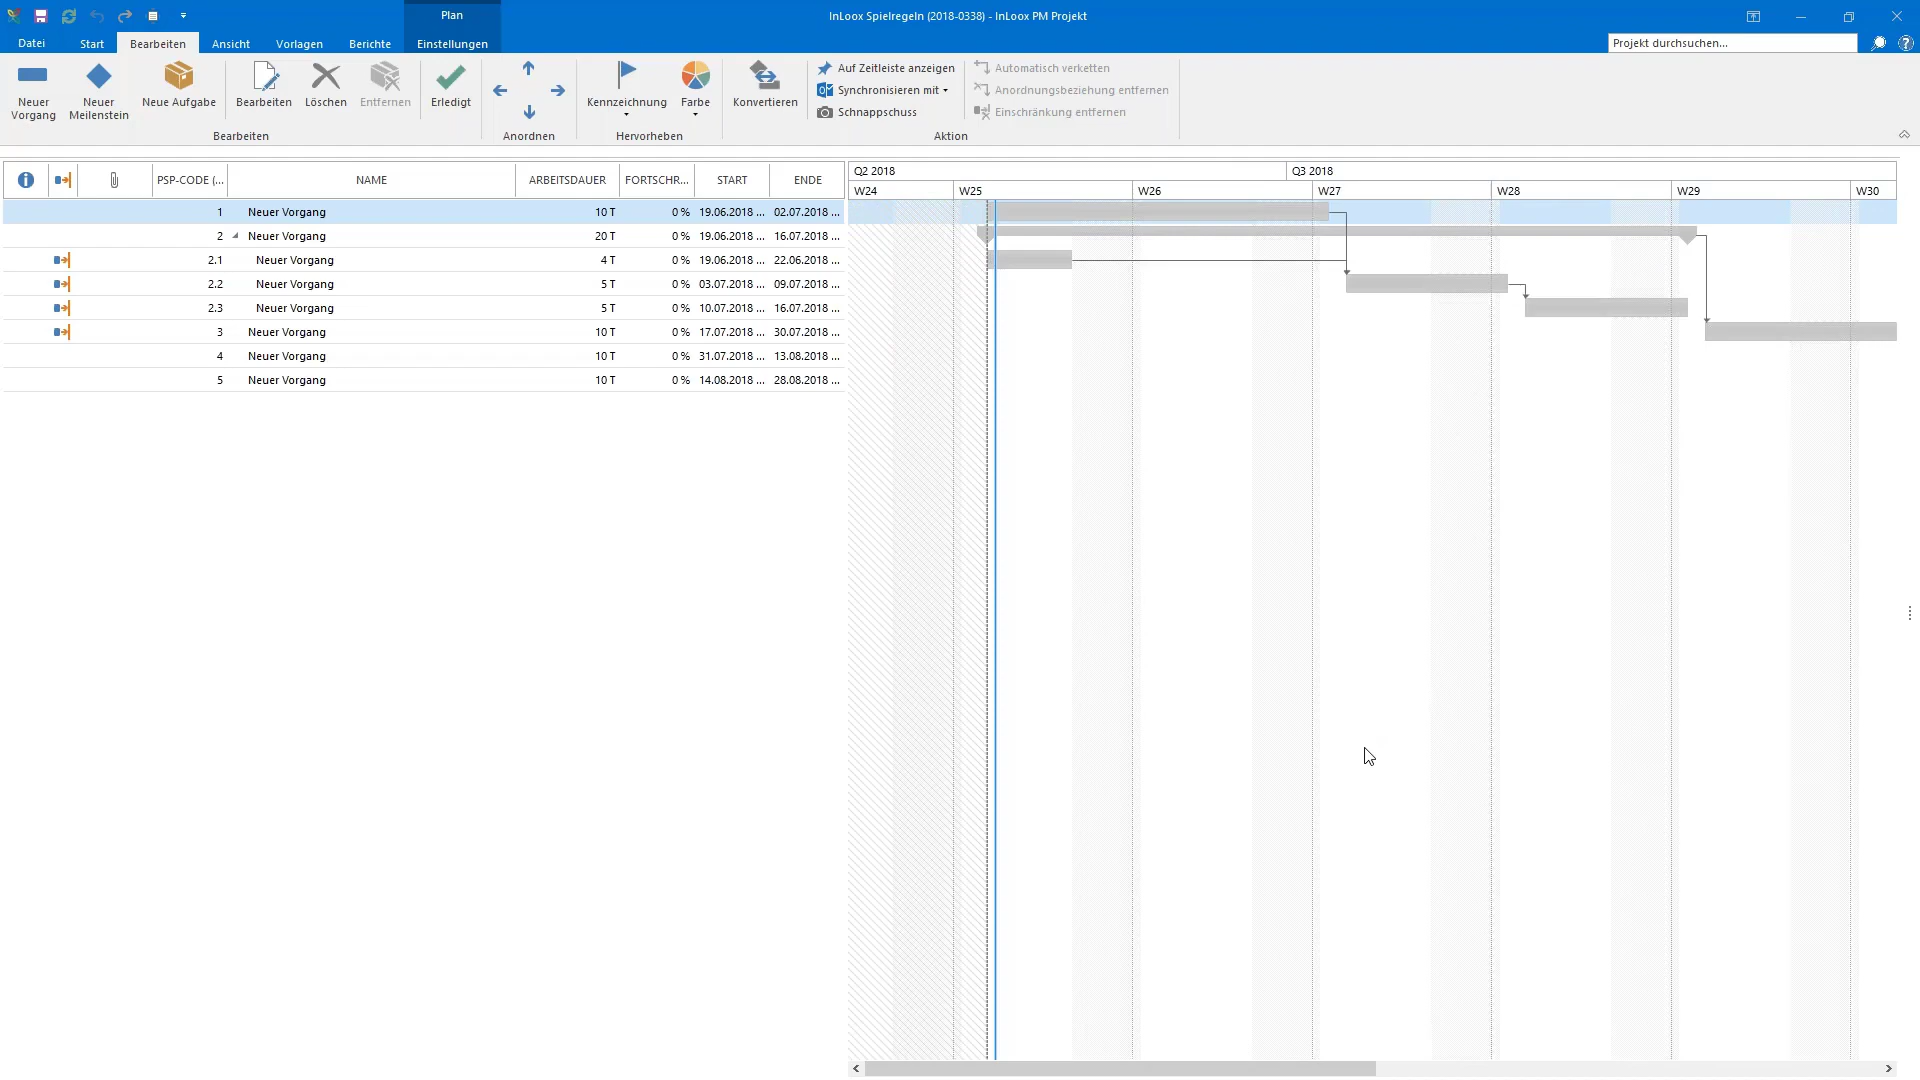 Plan
InLoox Spielregeln (2018-0338) - InLoox PM Projekt
Datei Start Bearbeiten Ansicht Vorlagen Berichte Einstellungen
Projekt durchsuchen...
Neuer Vorgang
Neuer Meilenstein
Neue Aufgabe
Bearbeiten
Löschen
Entfernen
Erledigt
Kennzeichnung
Farbe
Konvertieren
Auf Zeitleiste anzeigen
Synchronisieren mit
Schnappschuss
Automatisch verketten
Anordnungsbeziehung entfernen
Einschränkung entfernen
Bearbeiten Anordnen Hervorheben Aktion
PSP-CODE (... NAME ARBEITSDAUER FORTSCHR... START ENDE
Q2 2018 Q3 2018
W24 W25 W26 W27 W28 W29 W30
1 Neuer Vorgang 10 T 0 % 19.06.2018 ... 02.07.2018 ...
2 Neuer Vorgang 20 T 0 % 19.06.2018 ... 16.07.2018 ...
2.1 Neuer Vorgang 4 T 0 % 19.06.2018 ... 22.06.2018 ...
2.2 Neuer Vorgang 5 T 0 % 03.07.2018 ... 09.07.2018 ...
2.3 Neuer Vorgang 5 T 0 % 10.07.2018 ... 16.07.2018 ...
3 Neuer Vorgang 10 T 0 % 17.07.2018 ... 30.07.2018 ...
4 Neuer Vorgang 10 T 0 % 31.07.2018 ... 13.08.2018 ...
5 Neuer Vorgang 10 T 0 % 14.08.2018 ... 28.08.2018 ...